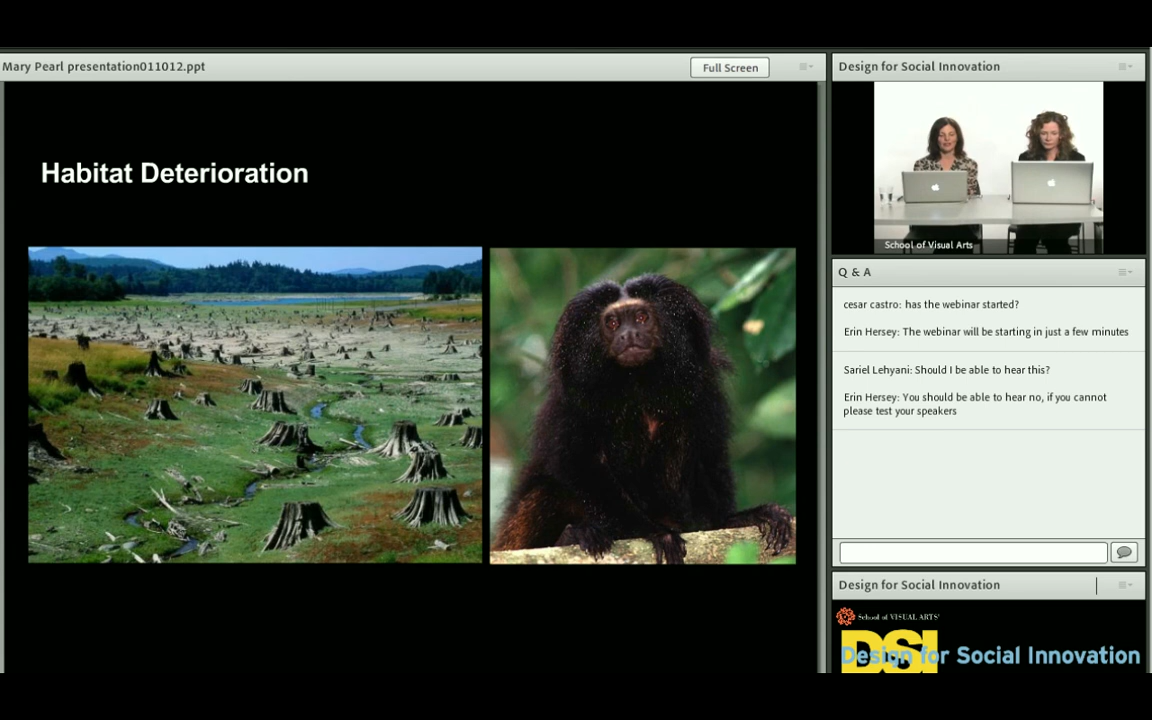 Mary Pearl presentation011012.ppt
Full Screen
Habitat Deterioration
Design for Social Innovation
School of Visual Arts
Q & A
cesar castro: has the webinar started?
Erin Hersey: The webinar will be starting in just a few minutes
Sariel Lehyani: Should I be able to hear this?
Erin Hersey: You should be able to hear no, if you cannot
please test your speakers
Design for Social Innovation
School of VISUAL ARTS
DSI
Design for Social Innovation